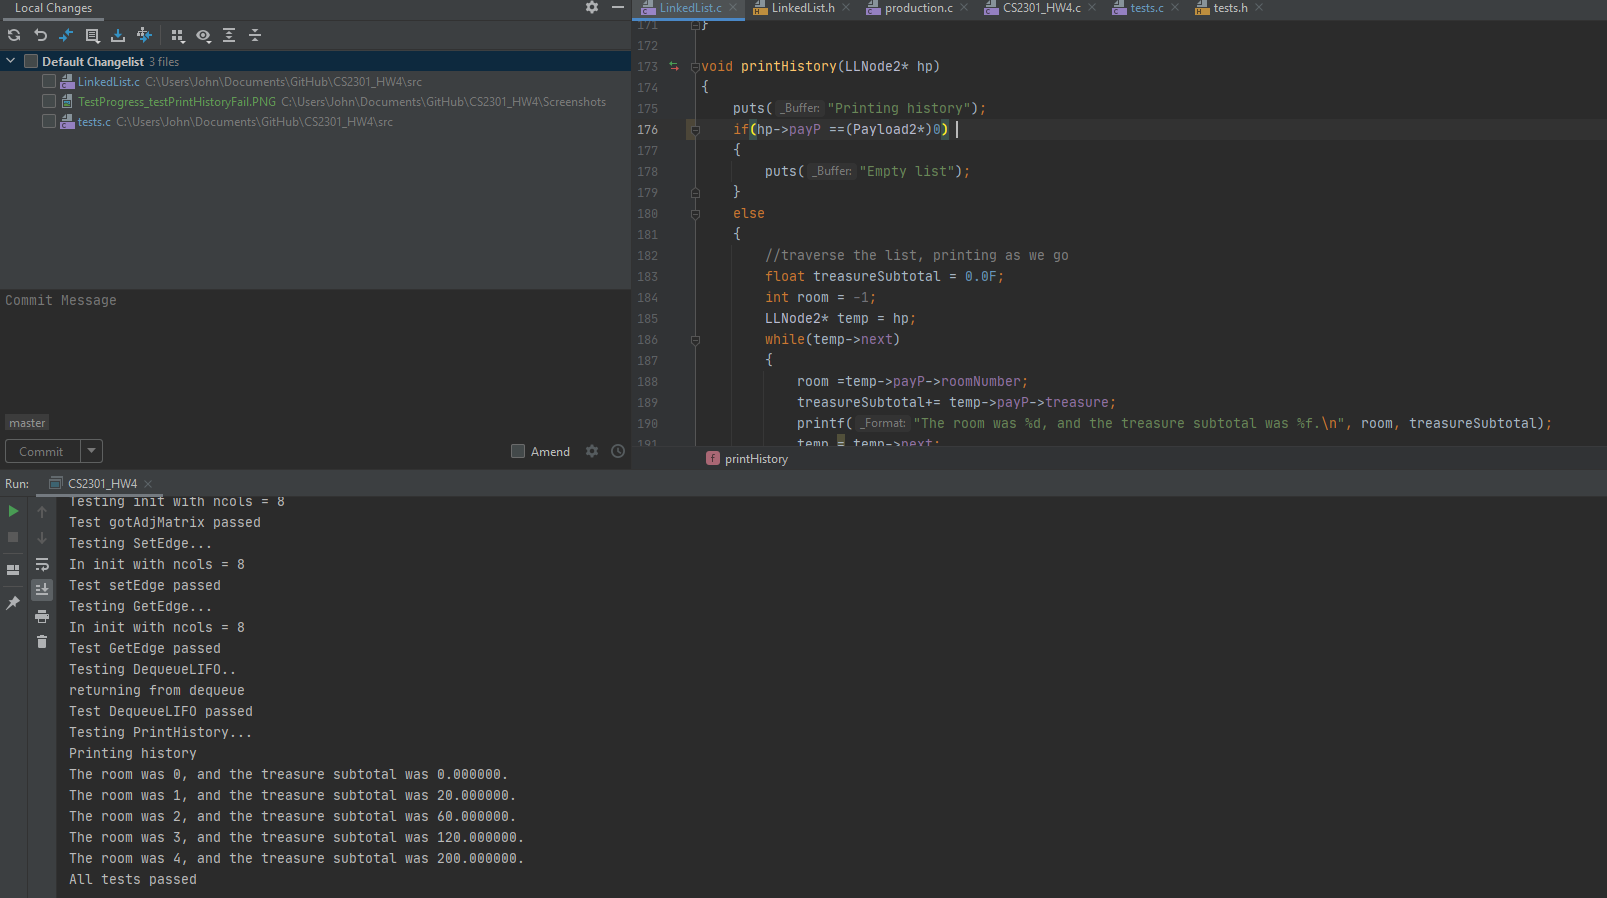 Local Changes
Default Changelist 3 files
LinkedList.c C:\Users\John\Documents\GitHub\CS2301_HW4\src
TestProgress_testPrintHistoryFail.PNG C:\Users\John\Documents\GitHub\CS2301_HW4\Screenshots
tests.c C:\Users\John\Documents\GitHub\CS2301_HW4\src
Commit Message
master
Commit
Amend
LinkedList.c LinkedList.h production.c CS2301_HW4.c tests.c tests.h
171 }
172
173 void printHistory(LLNode2* hp)
174 {
175 puts( _Buffer: "Printing history");
176 if(hp->payP ==(Payload2*)0)
177 {
178 puts( _Buffer: "Empty list");
179 }
180 else
181 {
182 //traverse the list, printing as we go
183 float treasureSubtotal = 0.0F;
184 int room = -1;
185 LLNode2* temp = hp;
186 while(temp->next)
187 {
188 room =temp->payP->roomNumber;
189 treasureSubtotal+= temp->payP->treasure;
190 printf( _Format: "The room was %d, and the treasure subtotal was %f.\n", room, treasureSubtotal);
191 temp = temp->next;
f printHistory
Run: CS2301_HW4
Testing init with ncols = 8
Test gotAdjMatrix passed
Testing SetEdge...
In init with ncols = 8
Test setEdge passed
Testing GetEdge...
In init with ncols = 8
Test GetEdge passed
Testing DequeueLIFO..
returning from dequeue
Test DequeueLIFO passed
Testing PrintHistory...
Printing history
The room was 0, and the treasure subtotal was 0.000000.
The room was 1, and the treasure subtotal was 20.000000.
The room was 2, and the treasure subtotal was 60.000000.
The room was 3, and the treasure subtotal was 120.000000.
The room was 4, and the treasure subtotal was 200.000000.
All tests passed